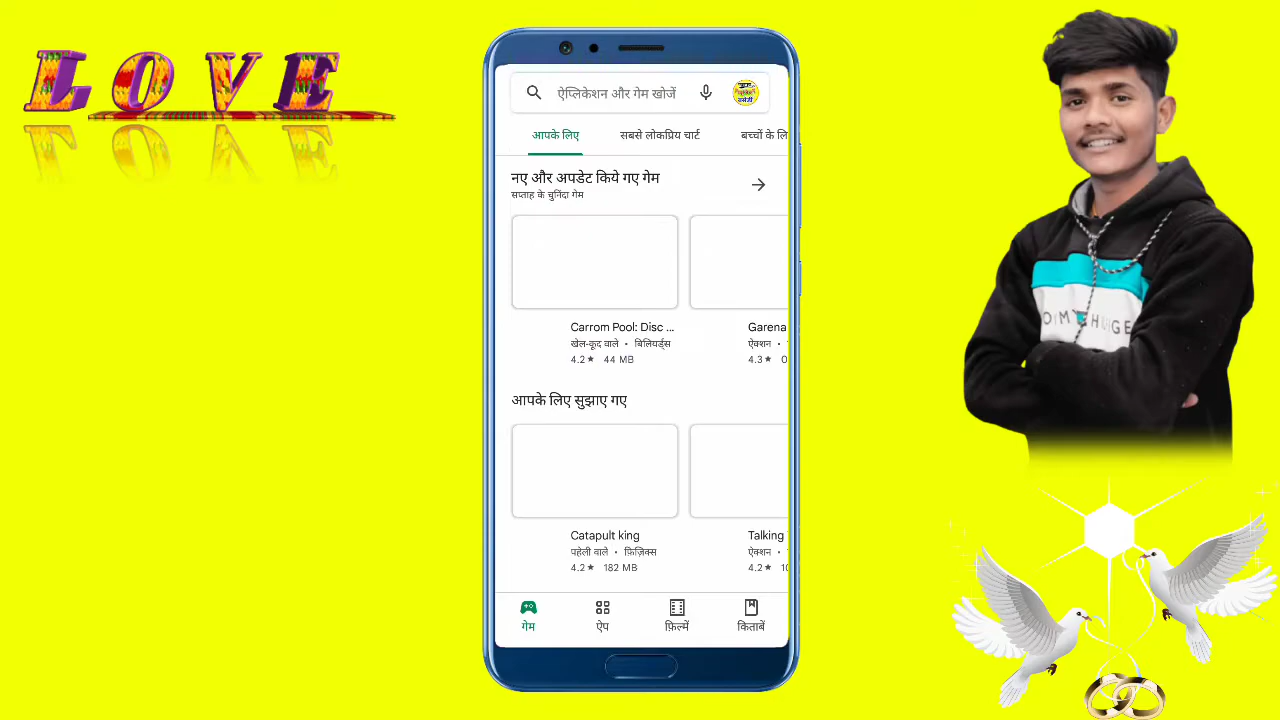 LOVE
ऐप्लिकेशन और गेम खोजें
आपके लिए सबसे लोकप्रिय चार्ट बच्चों के लि
नए और अपडेट किये गए गेम
सप्ताह के चुनिंदा गेम
Carrom Pool: Disc ... Garena
खेल-कूद वाले • बिलियर्ड्स ऐक्शन •
4.2★ 44 MB 4.3★
आपके लिए सुझाए गए
Catapult king Talking
पहेली वाले • फ़िज़िक्स ऐक्शन •
4.2★ 182 MB 4.2★ 10
गेम ऐप फ़िल्में किताबें